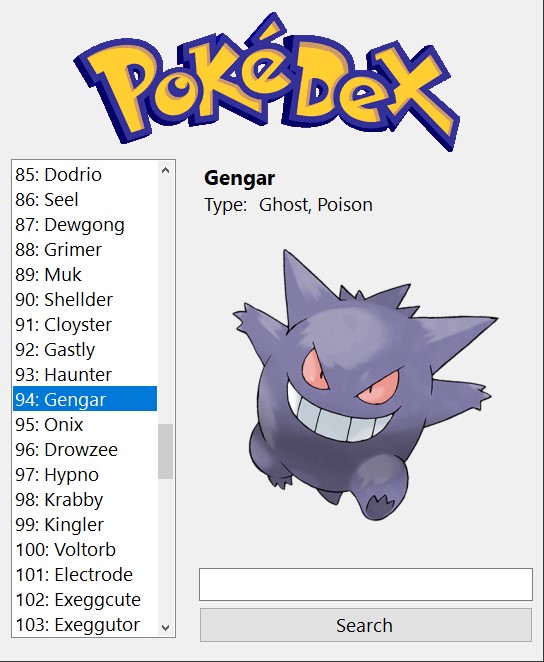 PoKéDex
85: Dodrio
86: Seel
87: Dewgong
88: Grimer
89: Muk
90: Shellder
91: Cloyster
92: Gastly
93: Haunter
94: Gengar
95: Onix
96: Drowzee
97: Hypno
98: Krabby
99: Kingler
100: Voltorb
101: Electrode
102: Exeggcute
103: Exeggutor
Gengar
Type: Ghost, Poison
Search